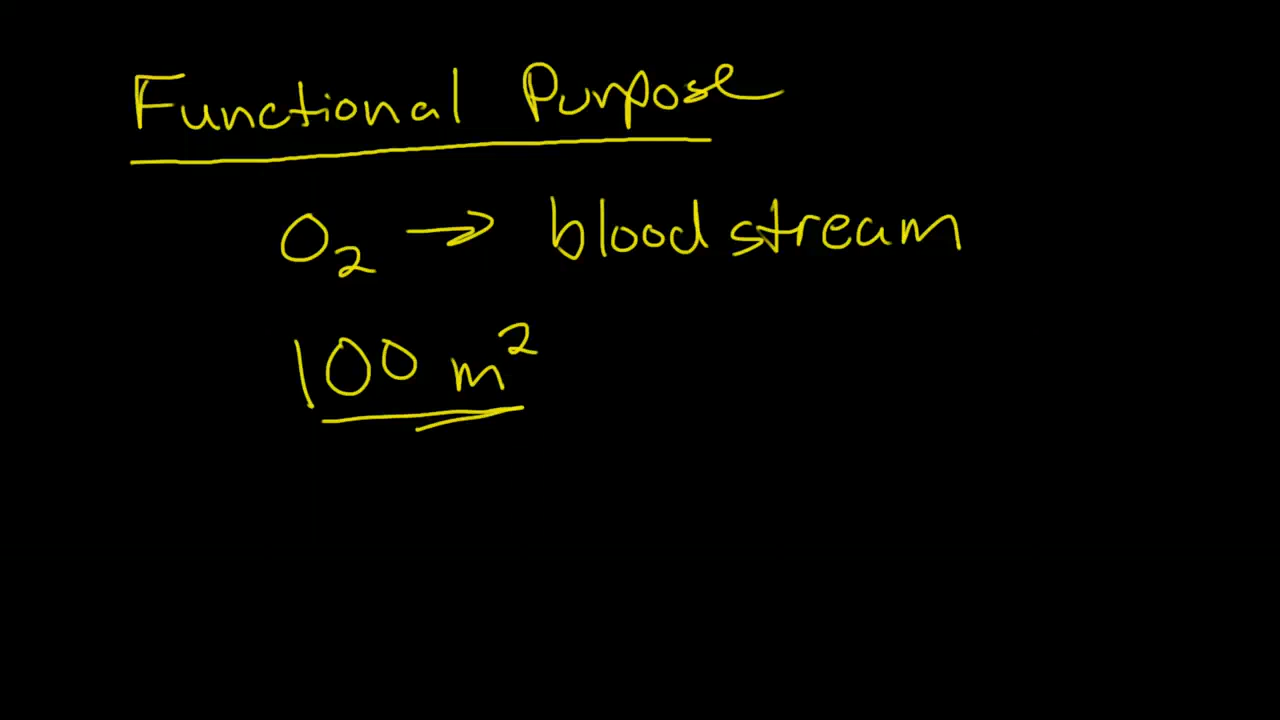 Functional Purpose
O₂ → bloodstream
100 m²